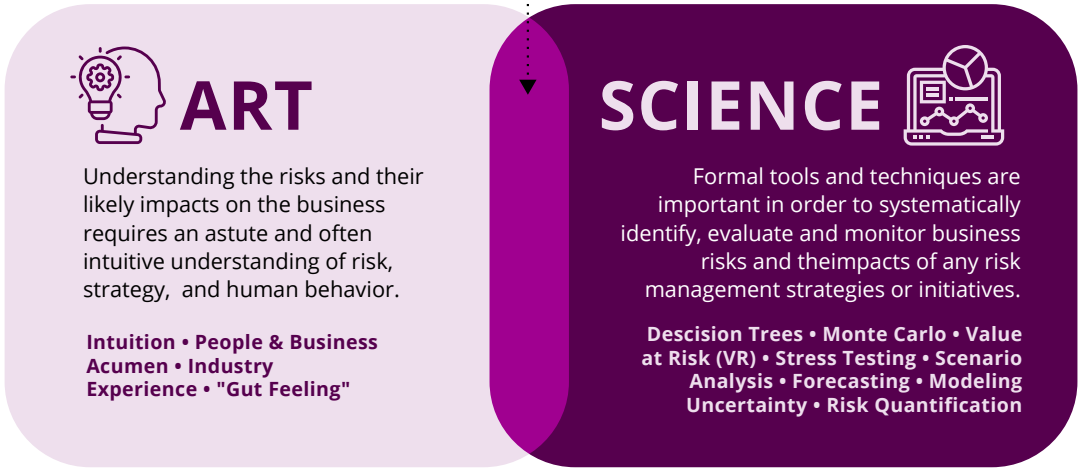 ART
Understanding the risks and their
likely impacts on the business
requires an astute and often
intuitive understanding of risk,
strategy,  and human behavior.
Intuition • People & Business
Acumen • Industry
Experience • "Gut Feeling"
SCIENCE
Formal tools and techniques are
important in order to systematically
identify, evaluate and monitor business
risks and theimpacts of any risk
management strategies or initiatives.
Descision Trees • Monte Carlo • Value
at Risk (VR) • Stress Testing • Scenario
Analysis • Forecasting • Modeling
Uncertainty • Risk Quantification